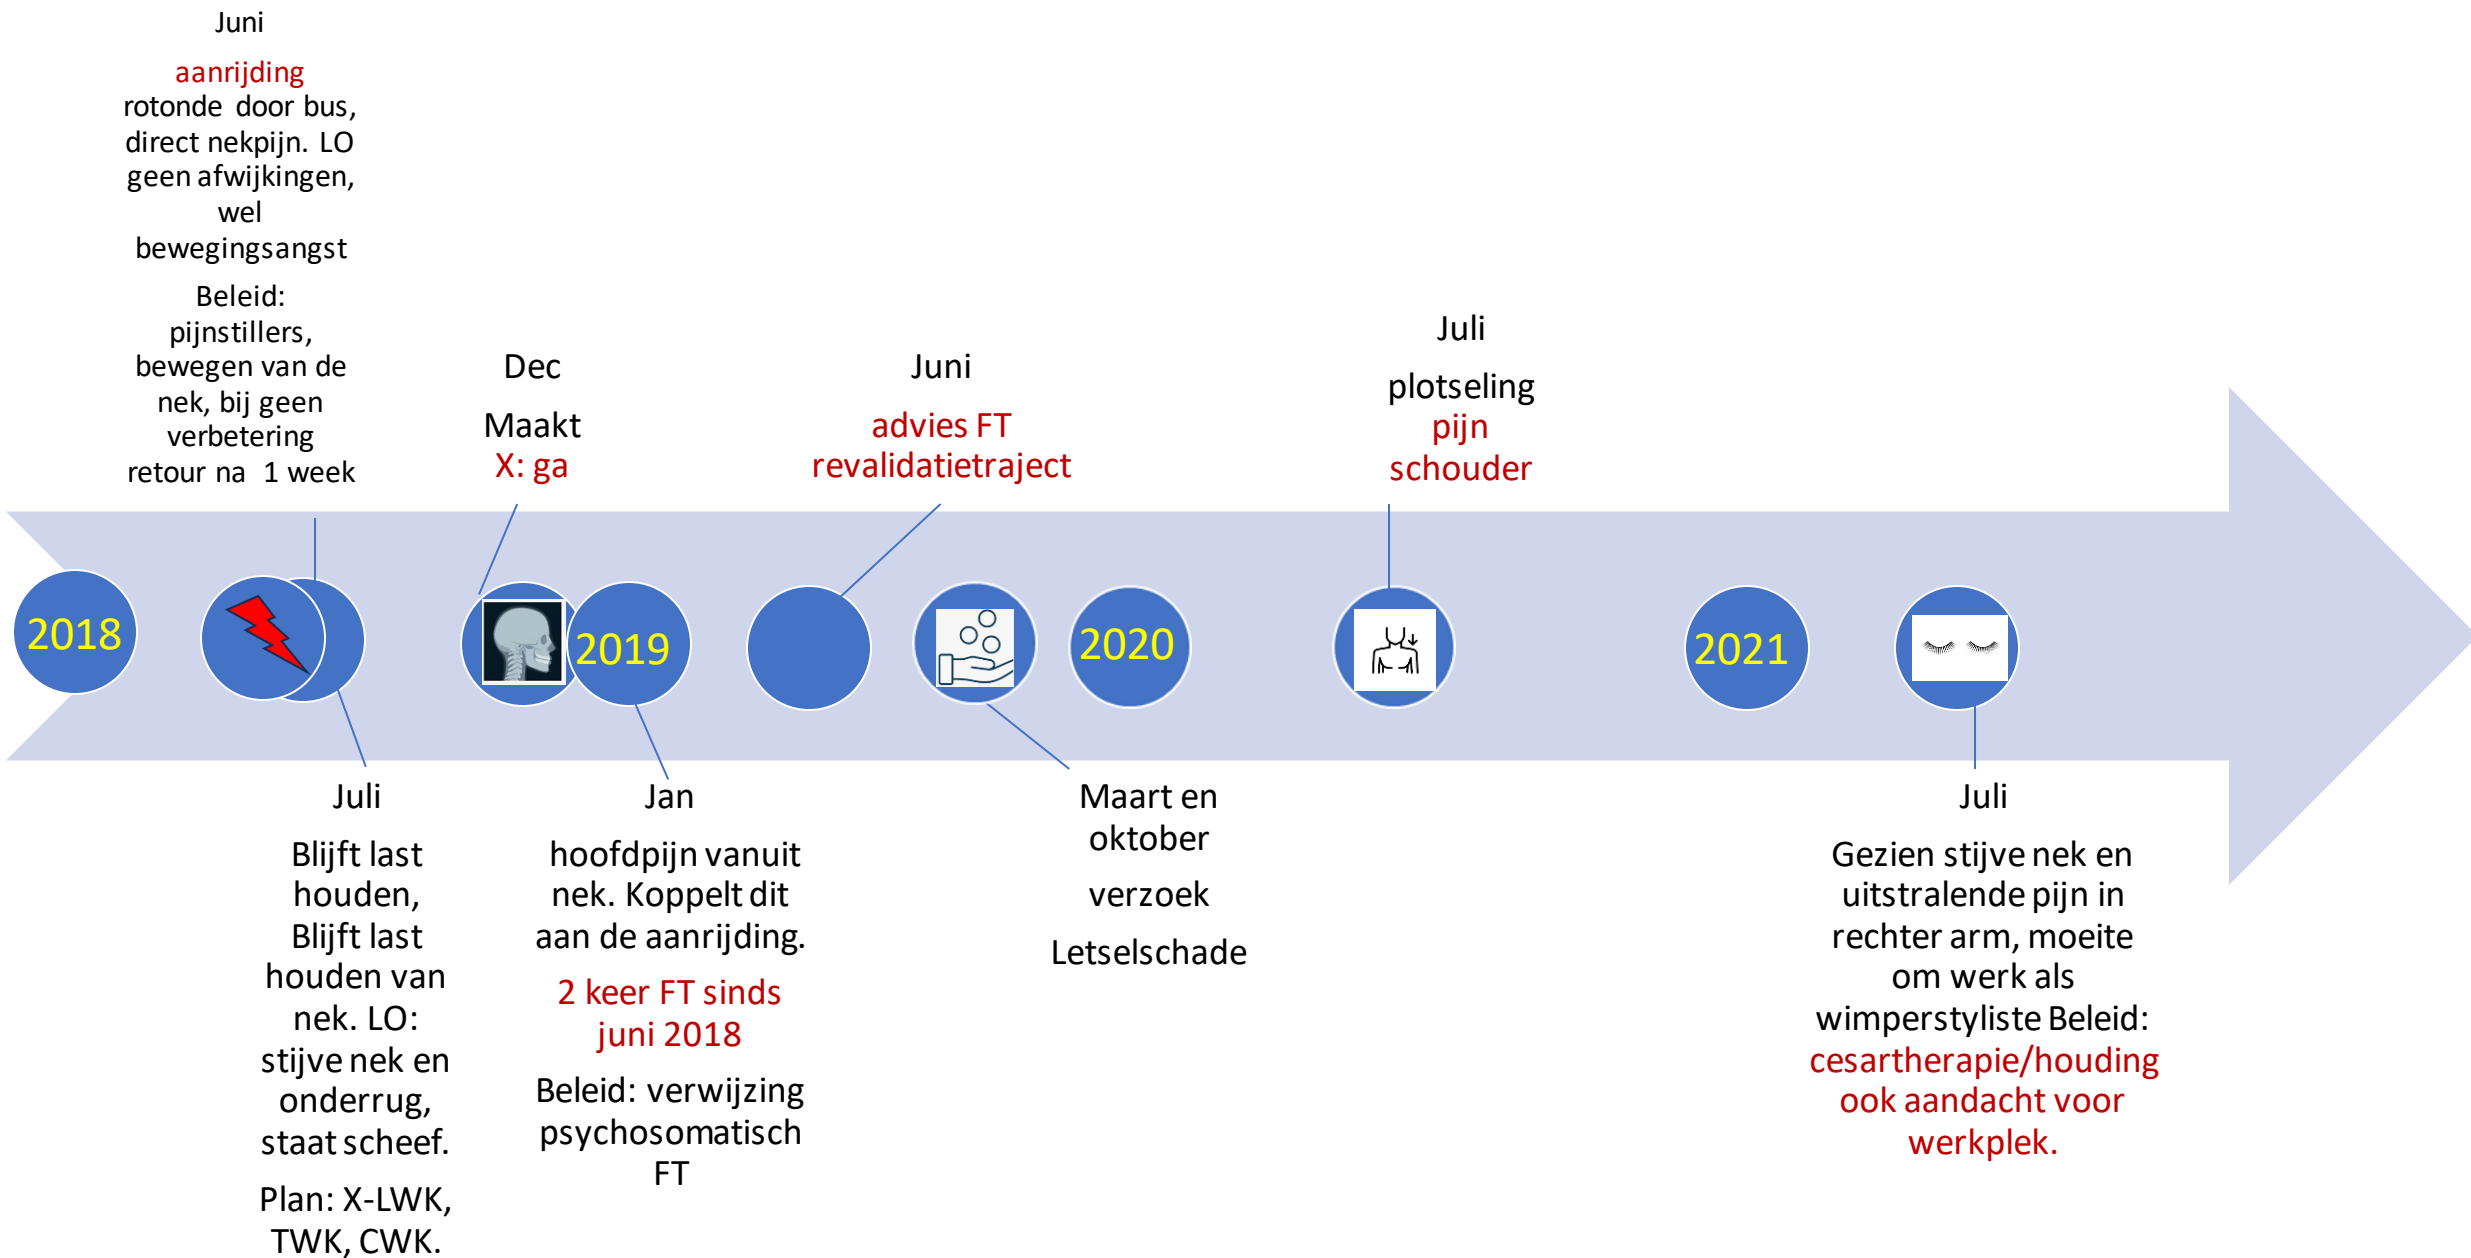 Juni
aanrijding
rotonde door bus,
direct nekpijn. LO
geen afwijkingen,
wel
bewegingsangst
Beleid:
pijnstillers,
bewegen van de
nek, bij geen
verbetering
retour na 1 week
Dec
Maakt
X: ga
Juni
advies FT
revalidatietraject
Juli
plotseling
pijn
schouder
2018
2019
2020
2021
Juli
Blijft last
houden,
Blijft last
houden van
nek. LO:
stijve nek en
onderrug,
staat scheef.
Plan: X-LWK,
TWK, CWK.
Jan
hoofdpijn vanuit
nek. Koppelt dit
aan de aanrijding.
2 keer FT sinds
juni 2018
Beleid: verwijzing
psychosomatisch
FT
Maart en
oktober
verzoek
Letselschade
Juli
Gezien stijve nek en
uitstralende pijn in
rechter arm, moeite
om werk als
wimperstyliste Beleid:
cesartherapie/houding
ook aandacht voor
werkplek.